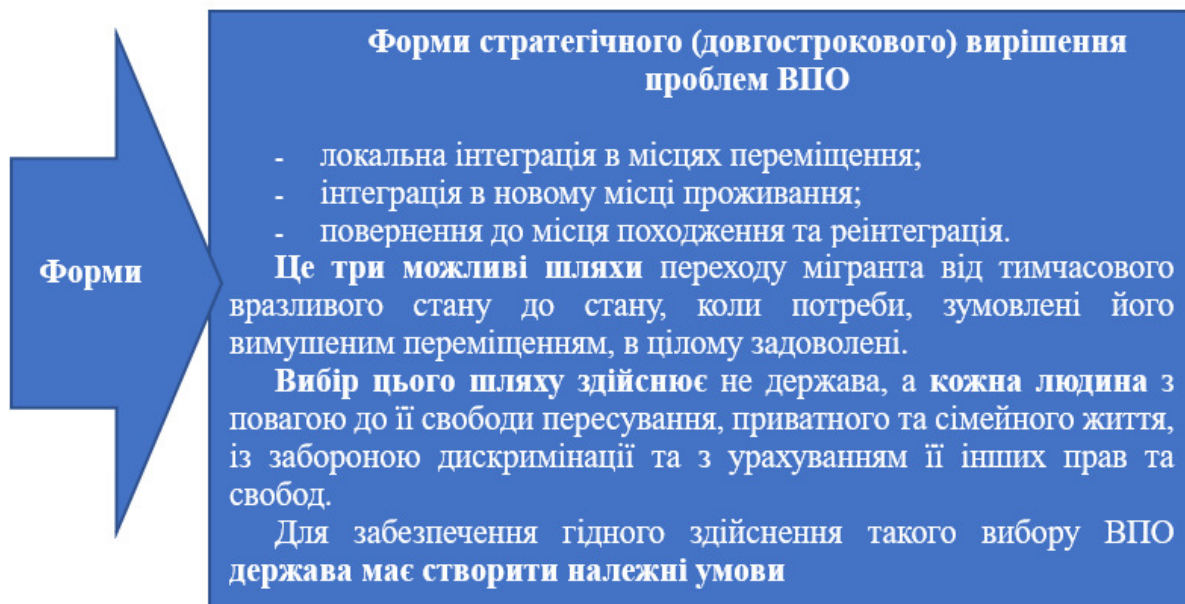 Форми
Форми стратегічного (довгострокового) вирішення
проблем ВПО
- локальна інтеграція в місцях переміщення;
- інтеграція в новому місці проживання;
- повернення до місця походження та реінтеграція.
Це три можливі шляхи переходу мігранта від тимчасового
вразливого стану до стану, коли потреби, зумовлені його
вимушеним переміщенням, в цілому задоволені.
Вибір цього шляху здійснює не держава, а кожна людина з
повагою до її свободи пересування, приватного та сімейного життя,
із забороною дискримінації та з урахуванням її інших прав та
свобод.
Для забезпечення гідного здійснення такого вибору ВПО
держава має створити належні умови